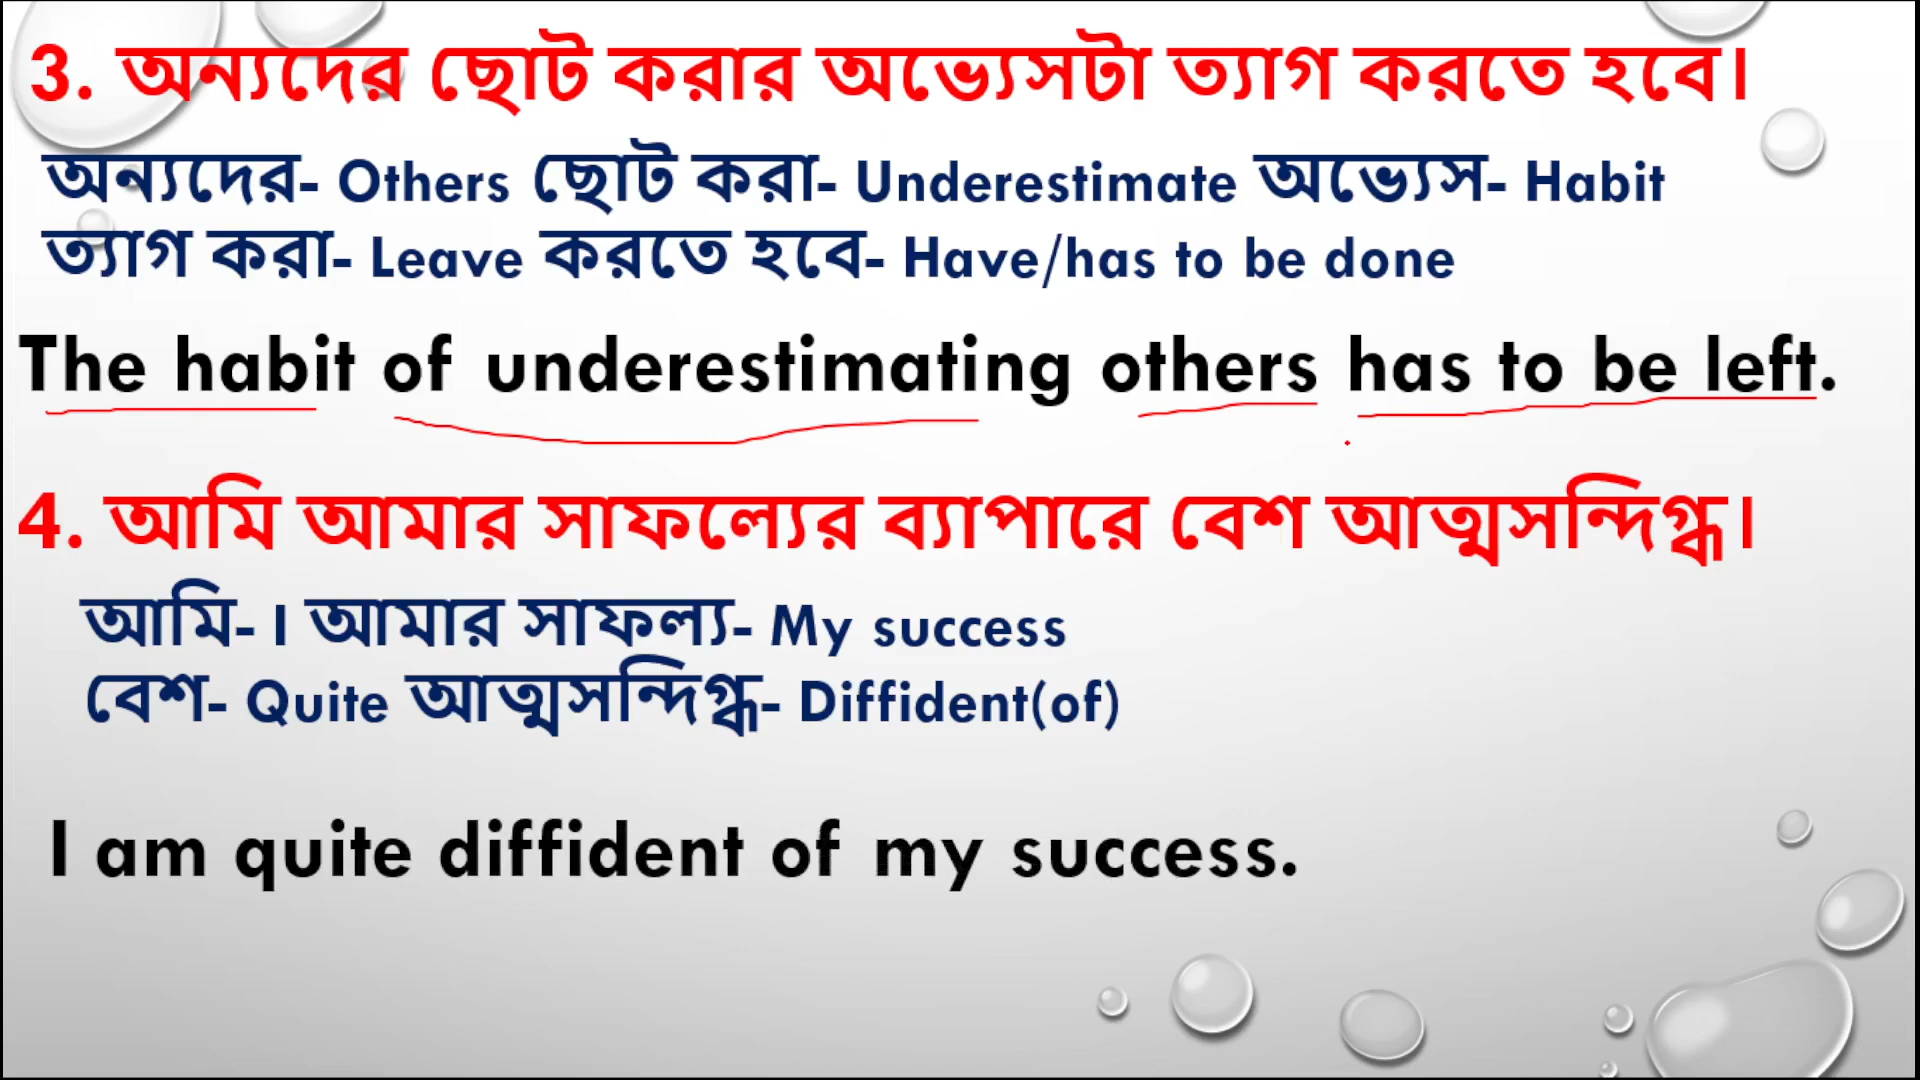 3. অন্যদের ছোট করার অভ্যেসটা ত্যাগ করতে হবে।
অন্যদের- Others ছোট করা- Underestimate অভ্যেস- Habit
ত্যাগ করা- Leave করতে হবে- Have/has to be done
The habit of underestimating others has to be left.
4. আমি আমার সাফল্যের ব্যাপারে বেশ আত্মসন্দিগ্ধ।
আমি- I আমার সাফল্য- My success
বেশ- Quite আত্মসন্দিগ্ধ- Diffident(of)
I am quite diffident of my success.